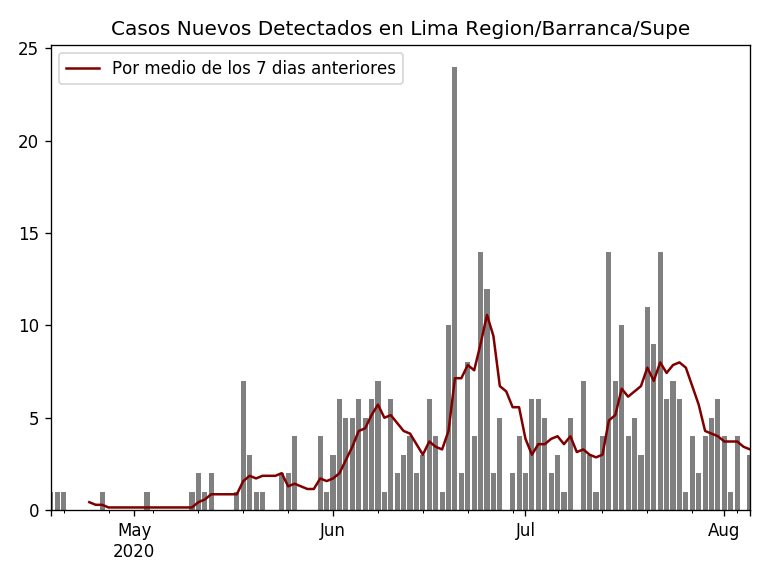 Casos Nuevos Detectados en Lima Region/Barranca/Supe
Por medio de los 7 dias anteriores
25
20
15
10
5
0
May
2020
Jun
Jul
Aug